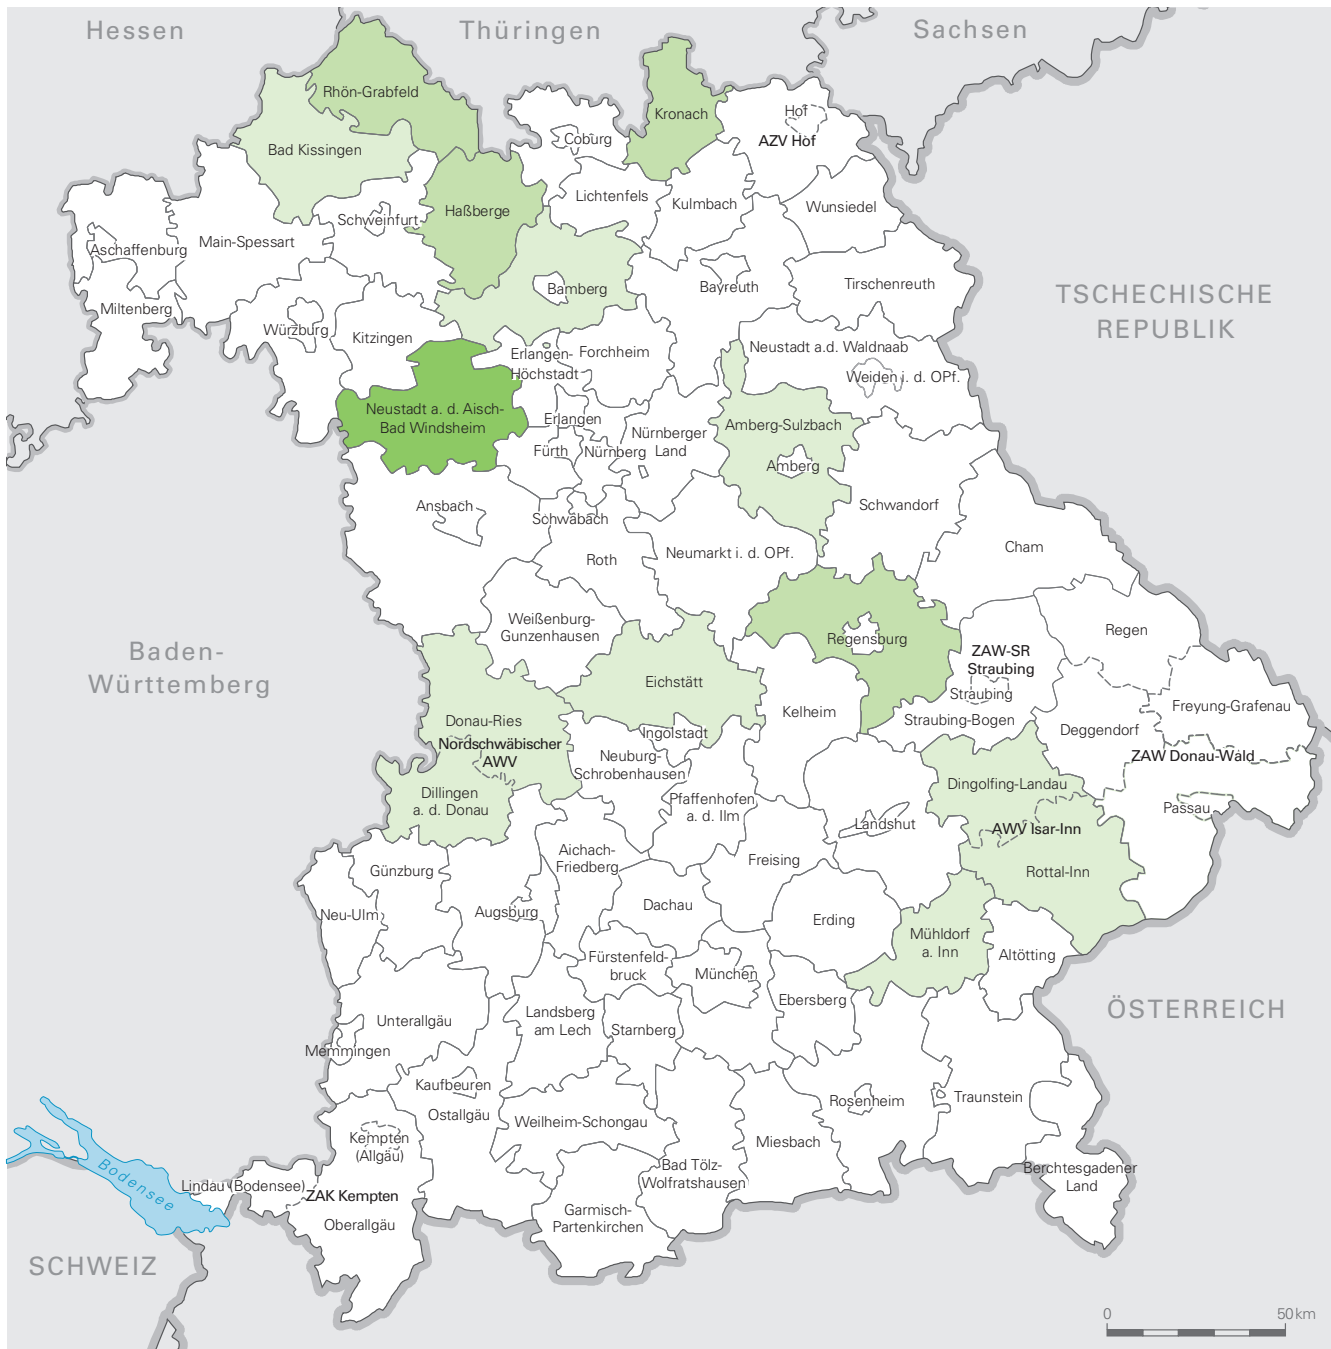 Hessen
Thüringen
Sachsen
Rhön-Grabfeld
Kronach
Hof
AZV Hof
Coburg
Bad Kissingen
Lichtenfels
Kulmbach
Wunsiedel
Haßberge
Schweinfurt
Main-Spessart
Aschaffenburg
Bamberg
Bayreuth
Tirschenreuth
TSCHECHISCHE
REPUBLIK
Miltenberg
Würzburg
Kitzingen
Erlangen-
Höchstadt
Forchheim
Neustadt a.d. Waldnaab
Weiden i. d. OPf.
Neustadt a. d. Aisch-
Bad Windsheim
Erlangen
Fürth
Nürnberg
Nürnberger
Land
Amberg-Sulzbach
Amberg
Ansbach
Schwabach
Schwandorf
Roth
Neumarkt i. d. OPf.
Cham
Weißenburg-
Gunzenhausen
Regensburg
Regen
Baden-
Württemberg
ZAW-SR
Straubing
Straubing
Straubing-Bogen
Eichstätt
Kelheim
Freyung-Grafenau
Deggendorf
ZAW Donau-Wald
Donau-Ries
Nordschwäbischer
AWV
Ingolstadt
Neuburg-
Schrobenhausen
Dillingen
a. d. Donau
Pfaffenhofen
a. d. Ilm
Dingolfing-Landau
Passau
Landshut
AWV Isar-Inn
Rottal-Inn
Aichach-
Friedberg
Freising
Günzburg
Neu-Ulm
Augsburg
Dachau
Erding
Mühldorf
a. Inn
Altötting
Fürstenfeld-
bruck
München
Ebersberg
ÖSTERREICH
Unterallgäu
Landsberg
am Lech
Starnberg
Memmingen
Kaufbeuren
Ostallgäu
Weilheim-Schongau
Rosenheim
Traunstein
Kempten
(Allgäu)
Miesbach
Bad Tölz-
Wolfratshausen
Berchtesgadener
Land
Bodensee
Lindau (Bodensee)
ZAK Kempten
Oberallgäu
Garmisch-
Partenkirchen
SCHWEIZ
0
50 km